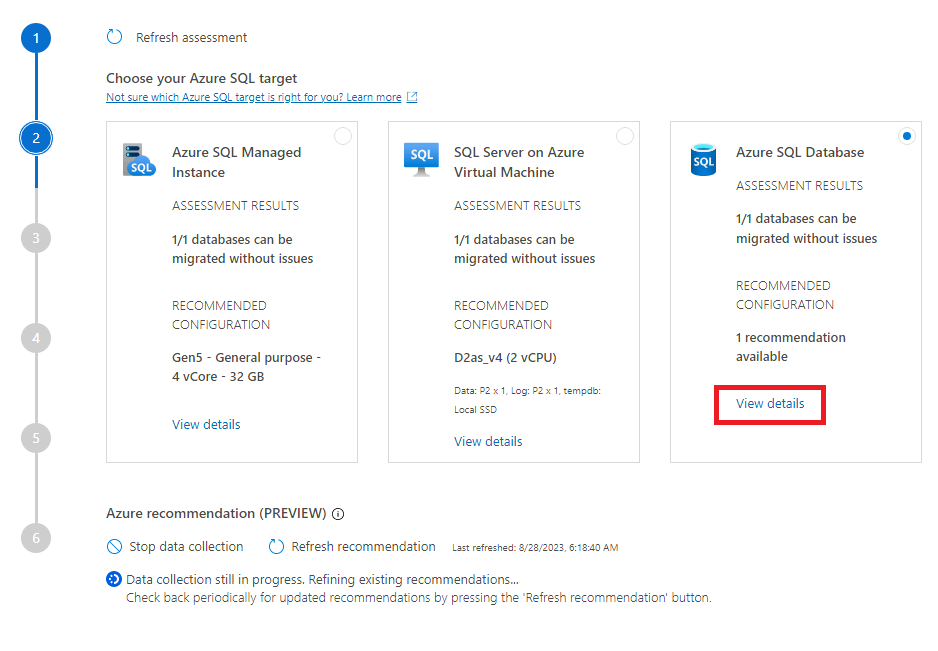 1
Refresh assessment
Choose your Azure SQL target
Not sure which Azure SQL target is right for you? Learn more
2
SQL
Azure SQL Managed
Instance
ASSESSMENT RESULTS
1/1 databases can be
migrated without issues
RECOMMENDED
CONFIGURATION
Gen5 - General purpose -
4 vCore - 32 GB
View details
SQL
SQL Server on Azure
Virtual Machine
ASSESSMENT RESULTS
1/1 databases can be
migrated without issues
RECOMMENDED
CONFIGURATION
D2as_v4 (2 vCPU)
Data: P2 x 1, Log: P2 x 1, tempdb:
Local SSD
View details
SQL
Azure SQL Database
ASSESSMENT RESULTS
1/1 databases can be
migrated without issues
RECOMMENDED
CONFIGURATION
1 recommendation
available
View details
3
4
5
6
Azure recommendation (PREVIEW)
Stop data collection
Refresh recommendation
Last refreshed: 8/28/2023, 6:18:40 AM
Data collection still in progress. Refining existing recommendations...
Check back periodically for updated recommendations by pressing the 'Refresh recommendation' button.